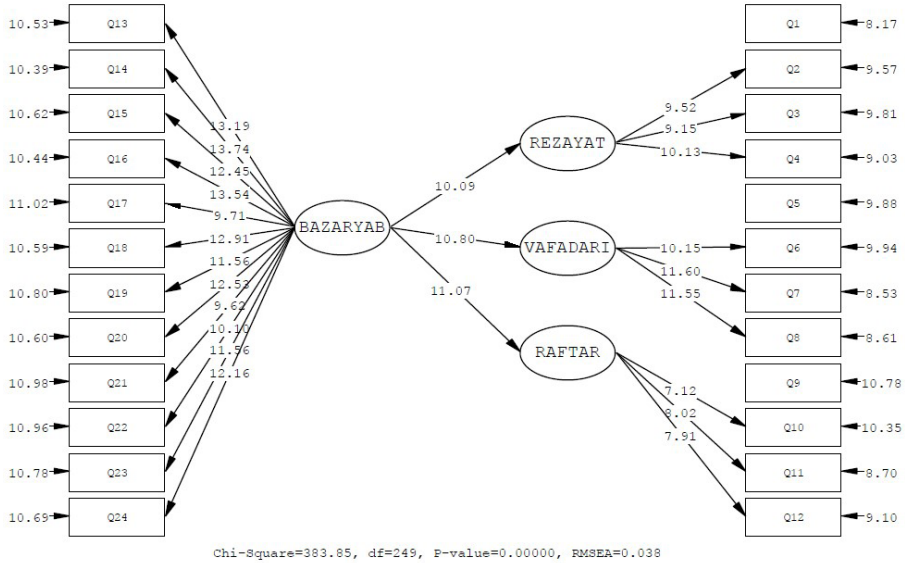 10.53 Q13 Q1 8.17
10.39 Q14 Q2 9.57
9.52
10.62 Q15 Q3 9.81
13.19
REZAYAT
9.15
13.74
10.44 Q16 10.13 Q4 9.03
12.45
13.54
10.09
11.02 Q17 Q5 9.88
9.71
BAZARYAB
12.91
10.80
VAFADARI
10.15
10.59 Q18 Q6 9.94
11.56
11.60
12.53
11.07
11.55
10.80 Q19 Q7 8.53
9.62
10.10
10.60 Q20 Q8 8.61
11.56
RAFTAR
12.16
10.98 Q21 Q9 10.78
7.12
8.02
10.96 Q22 Q10 10.35
7.91
10.78 Q23 Q11 8.70
10.69 Q24 Q12 9.10
Chi-Square=383.85, df=249, P-value=0.00000, RMSEA=0.038